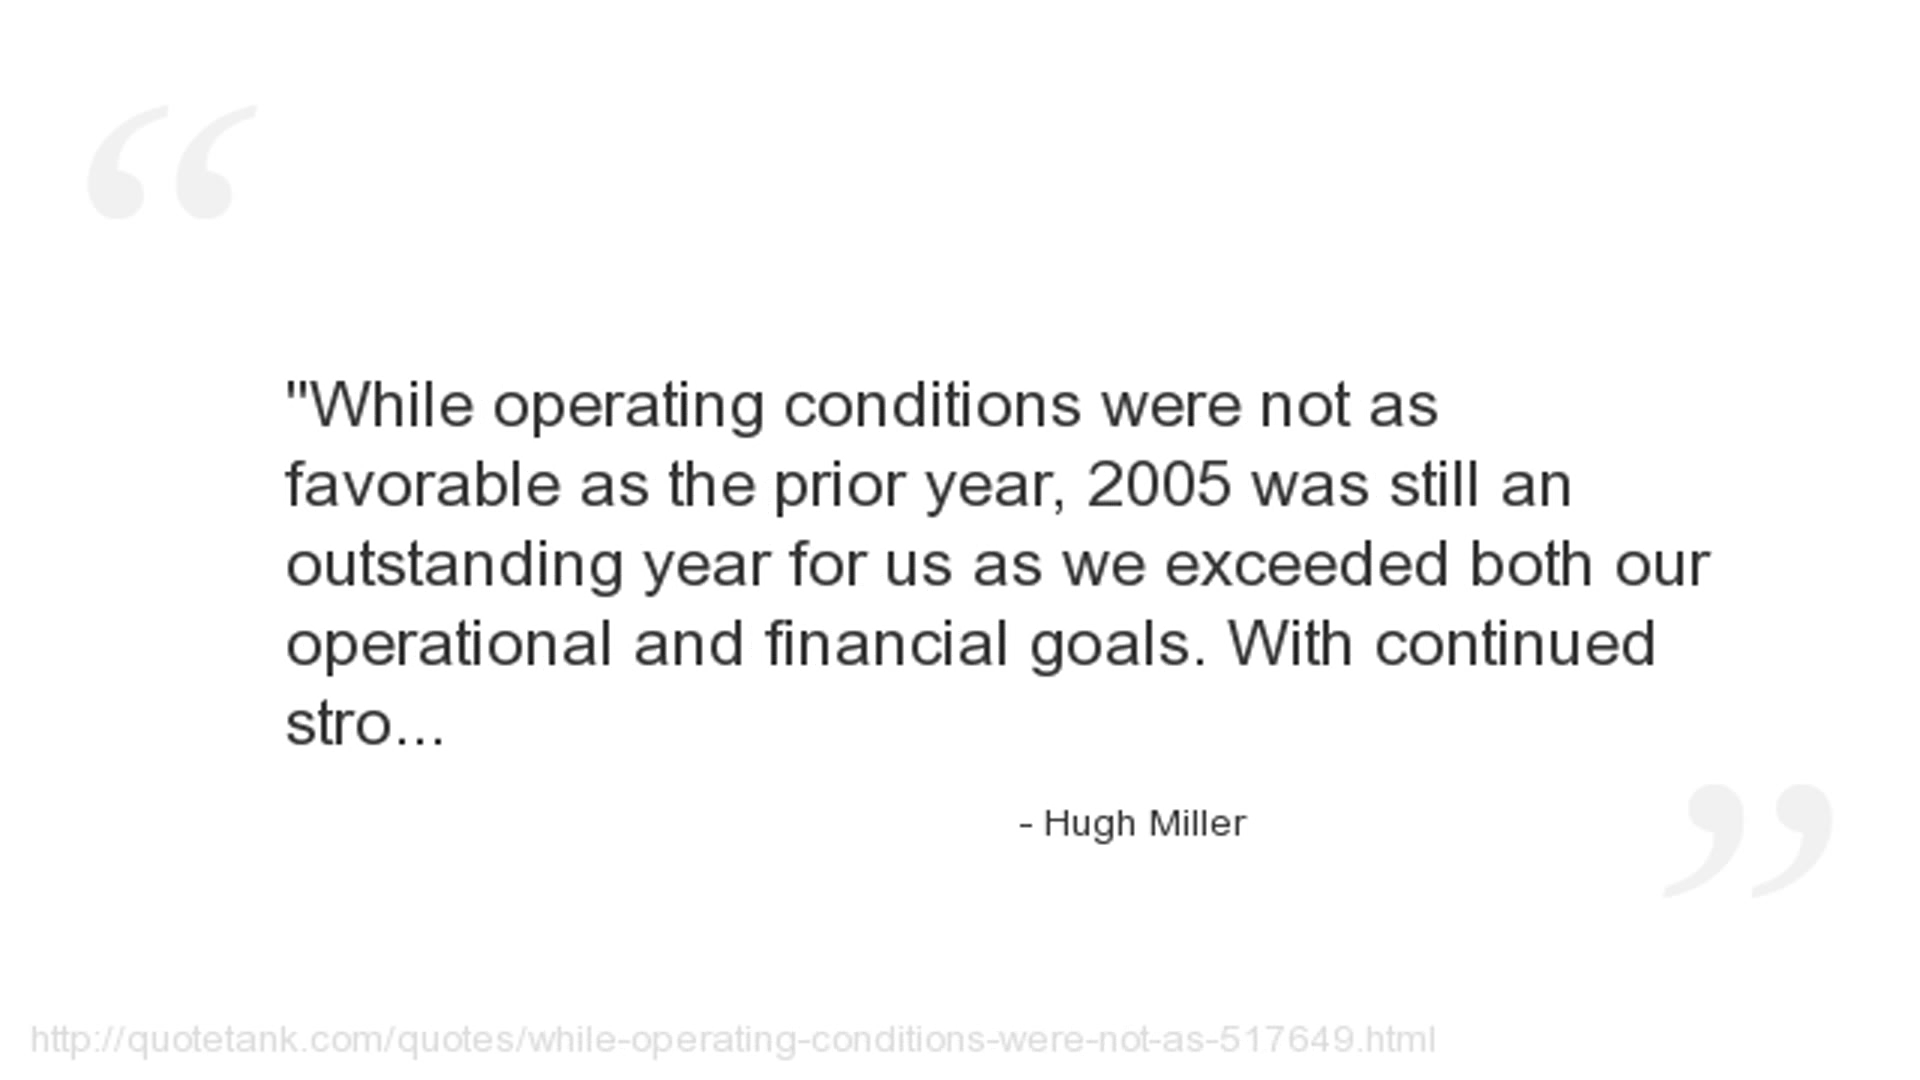 "While operating conditions were not as
favorable as the prior year, 2005 was still an
outstanding year for us as we exceeded both our
operational and financial goals. With continued
stro...
- Hugh Miller
http://quotetank.com/quotes/while-operating-conditions-were-not-as-517649.html